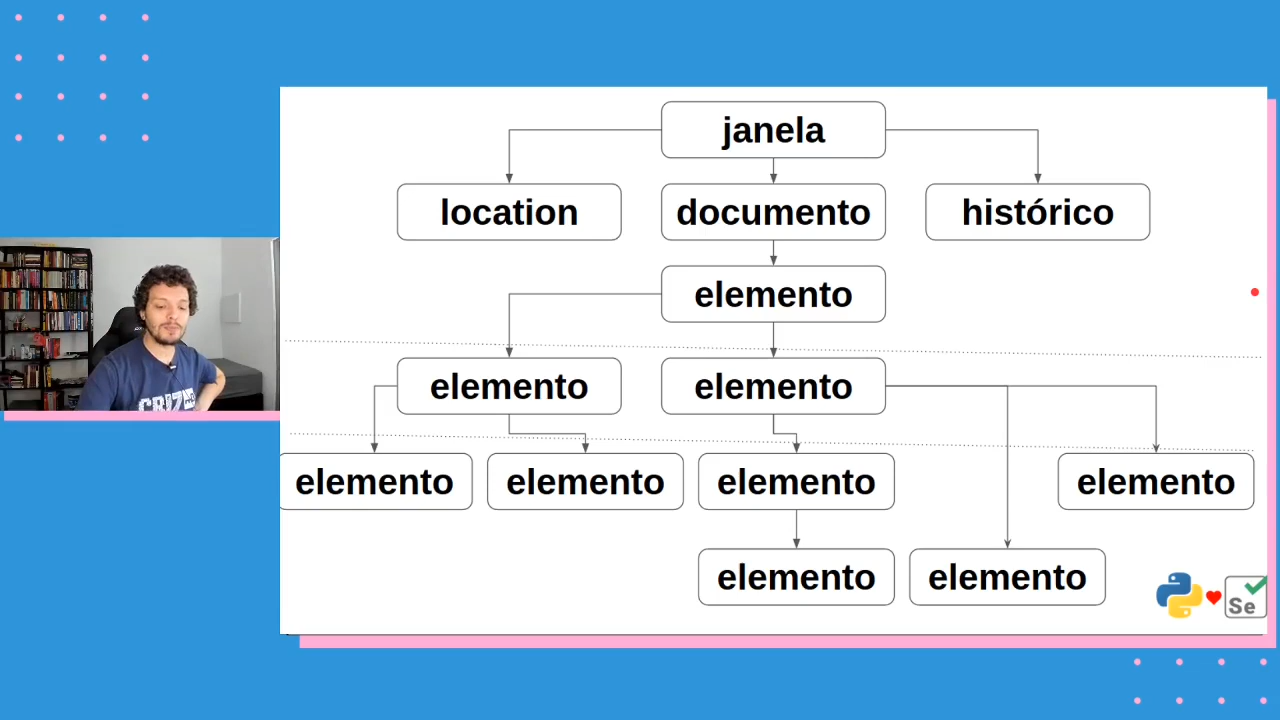 janela
location documento histórico
elemento
elemento elemento
elemento elemento elemento elemento
elemento elemento
Se